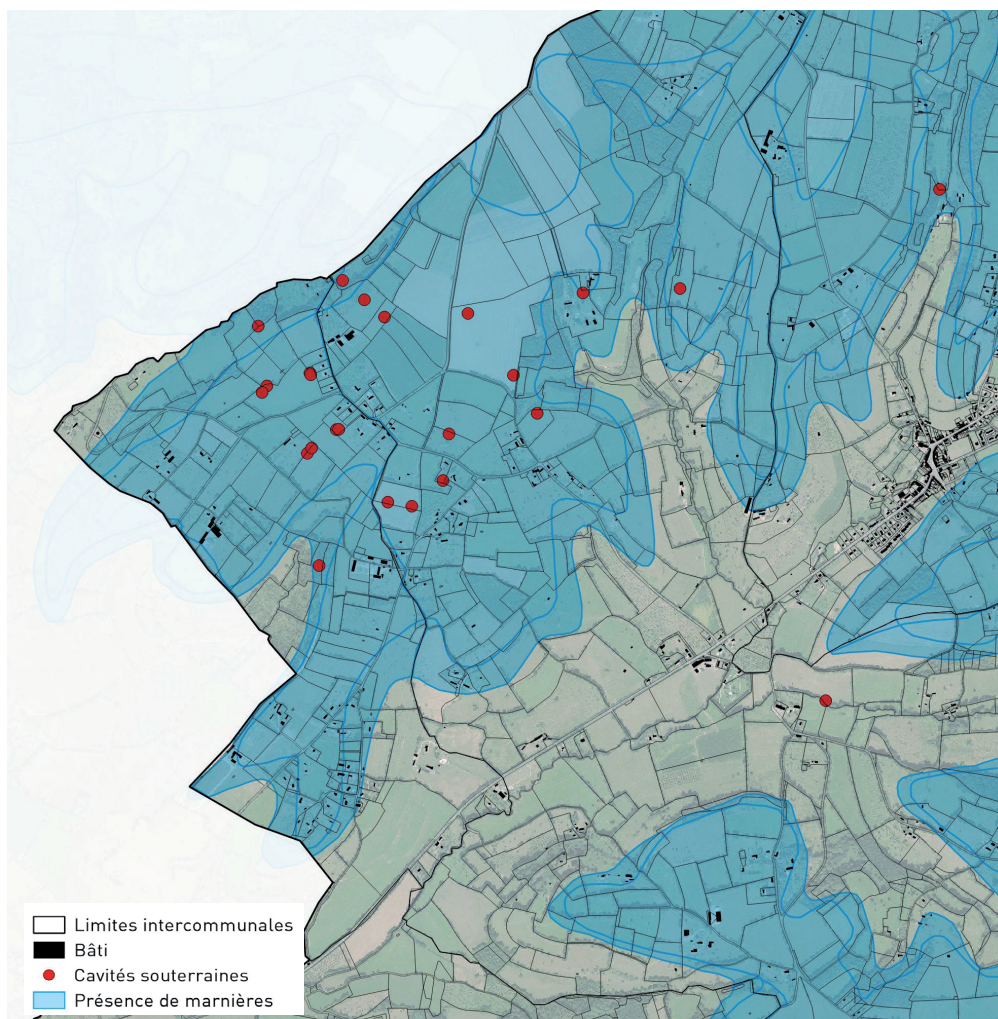 Limites intercommunales
Bâti
Cavités souterraines
Présence de marnières